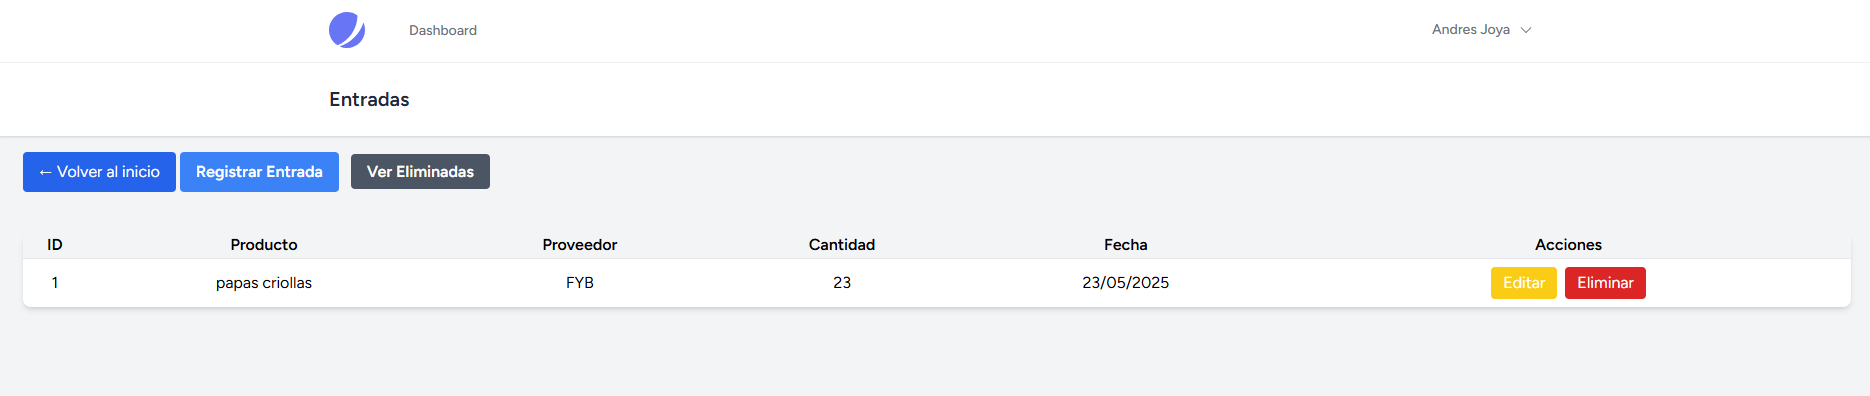 Dashboard Andres Joya
Entradas
← Volver al inicio Registrar Entrada Ver Eliminadas
ID Producto Proveedor Cantidad Fecha Acciones
1 papas criollas FYB 23 23/05/2025 Editar Eliminar